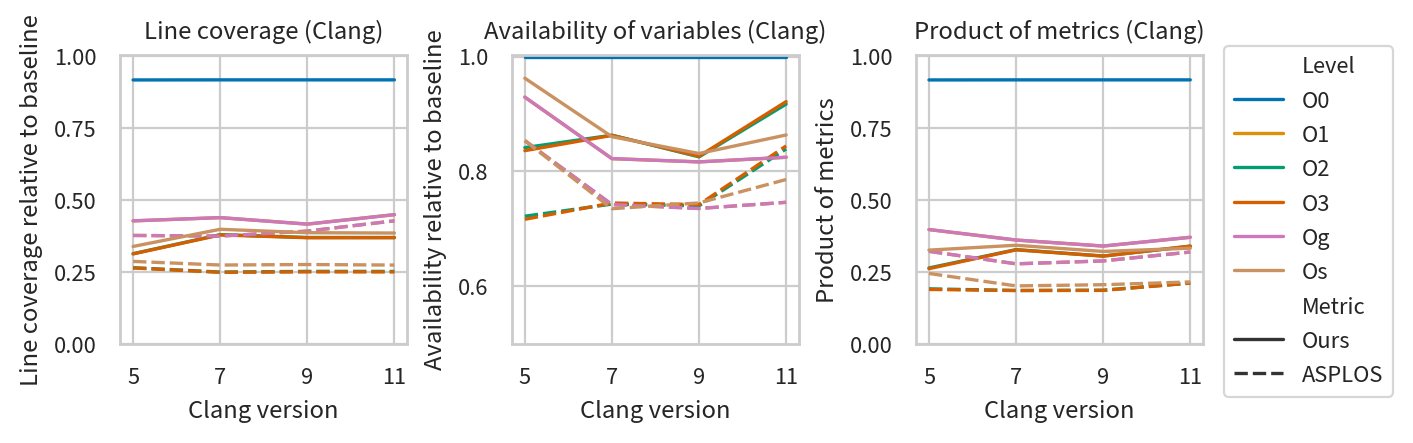 Line coverage (Clang)
Line coverage relative to baseline
1.00
0.75
0.50
0.25
0.00
5 7 9 11
Clang version
Availability of variables (Clang)
Availability relative to baseline
1.0
0.8
0.6
5 7 9 11
Clang version
Product of metrics (Clang)
Product of metrics
1.00
0.75
0.50
0.25
0.00
5 7 9 11
Clang version
Level
O0
O1
O2
O3
Og
Os
Metric
Ours
ASPLOS